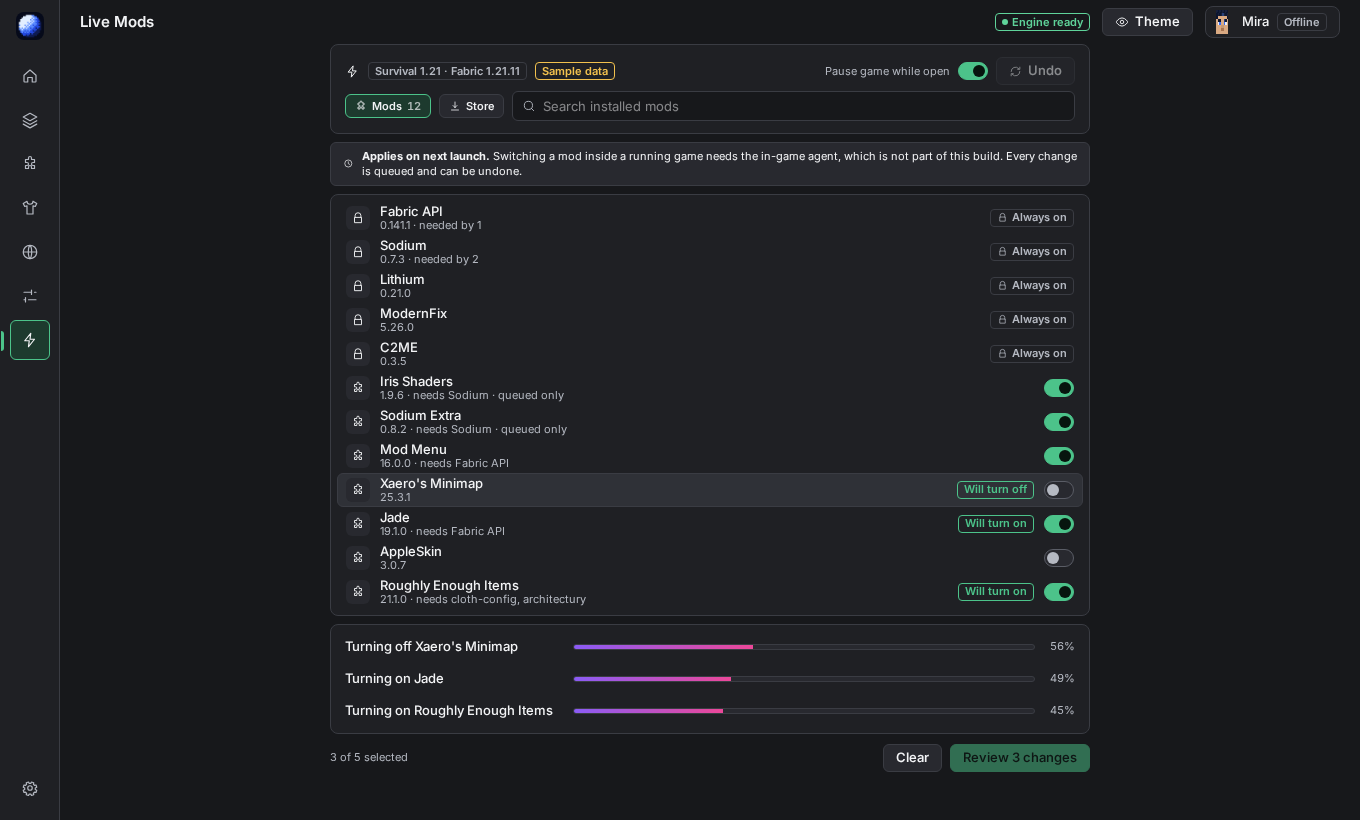 Live Mods
Engine ready
Theme
Mira
Offline
Survival 1.21 · Fabric 1.21.11
Sample data
Pause game while open
Undo
Mods 12
Store
Search installed mods
Applies on next launch. Switching a mod inside a running game needs the in-game agent, which is not part of this build. Every change
is queued and can be undone.
Fabric API
0.141.1 · needed by 1
Always on
Sodium
0.7.3 · needed by 2
Always on
Lithium
0.21.0
Always on
ModernFix
5.26.0
Always on
C2ME
0.3.5
Always on
Iris Shaders
1.9.6 · needs Sodium · queued only
Sodium Extra
0.8.2 · needs Sodium · queued only
Mod Menu
16.0.0 · needs Fabric API
Xaero's Minimap
25.3.1
Will turn off
Jade
19.1.0 · needs Fabric API
Will turn on
AppleSkin
3.0.7
Roughly Enough Items
21.1.0 · needs cloth-config, architectury
Will turn on
Turning off Xaero's Minimap
56%
Turning on Jade
49%
Turning on Roughly Enough Items
45%
3 of 5 selected
Clear
Review 3 changes